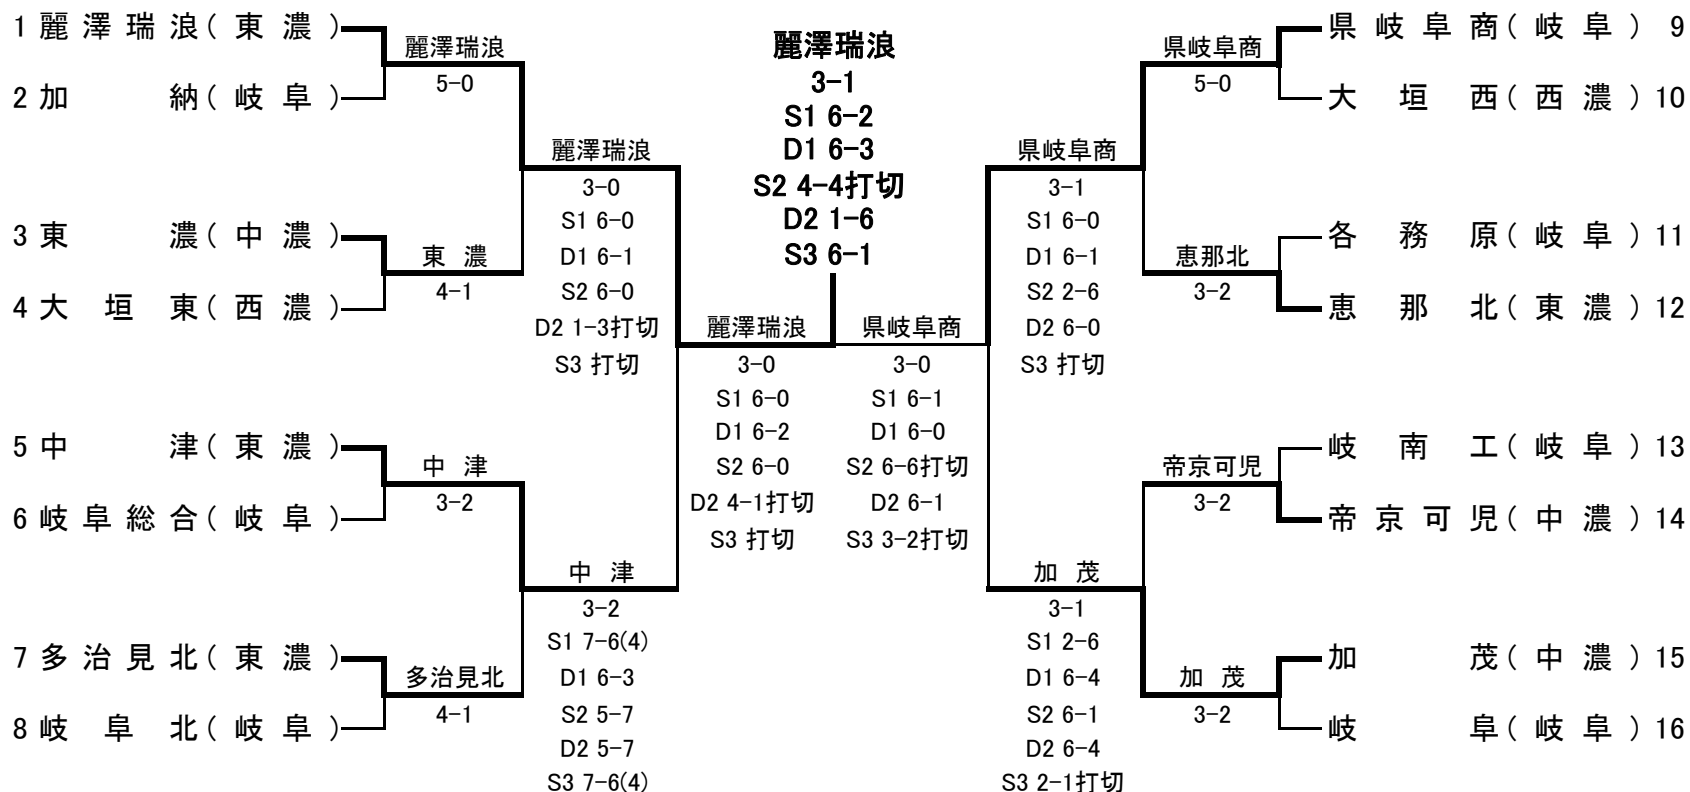 1 麗澤瑞浪(東濃)
2 加納(岐阜)
3 東濃(中濃)
4 大垣東(西濃)
5 中津(東濃)
6 岐阜総合(岐阜)
7 多治見北(東濃)
8 岐阜北(岐阜)
麗澤瑞浪
5-0
東濃
4-1
中津
3-2
多治見北
4-1
麗澤瑞浪
3-0
S1 6-0
D1 6-1
S2 6-0
D2 1-3打切
S3 打切
中津
3-2
S1 7-6(4)
D1 6-3
S2 5-7
D2 5-7
S3 7-6(4)
麗澤瑞浪
3-0
S1 6-0
D1 6-2
S2 6-0
D2 4-1打切
S3 打切
麗澤瑞浪
3-1
S1 6-2
D1 6-3
S2 4-4打切
D2 1-6
S3 6-1
県岐阜商
3-0
S1 6-1
D1 6-0
S2 6-6打切
D2 6-1
S3 3-2打切
県岐阜商
3-1
S1 6-0
D1 6-1
S2 2-6
D2 6-0
S3 打切
加茂
3-1
S1 2-6
D1 6-4
S2 6-1
D2 6-4
S3 2-1打切
県岐阜商
5-0
恵那北
3-2
帝京可児
3-2
加茂
3-2
県岐阜商(岐阜) 9
大垣西(西濃) 10
各務原(岐阜) 11
恵那北(東濃) 12
岐南工(岐阜) 13
帝京可児(中濃) 14
加茂(中濃) 15
岐阜(岐阜) 16